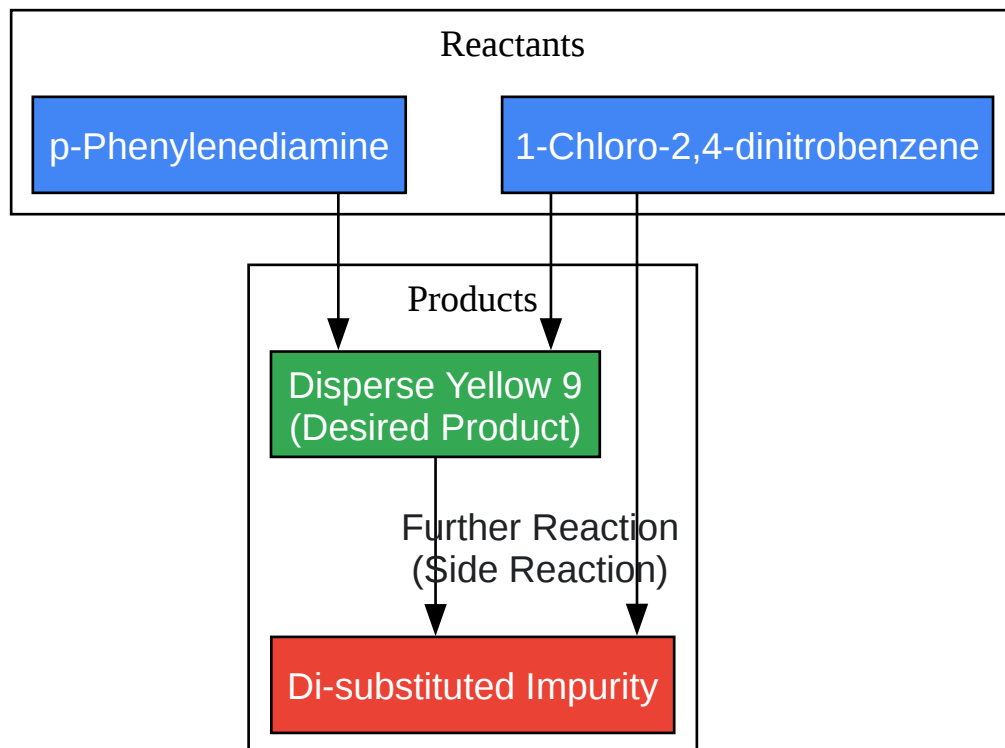 Reactants
p-Phenylenediamine
1-Chloro-2,4-dinitrobenzene
Products
Disperse Yellow 9
(Desired Product)
Further Reaction
(Side Reaction)
Di-substituted Impurity